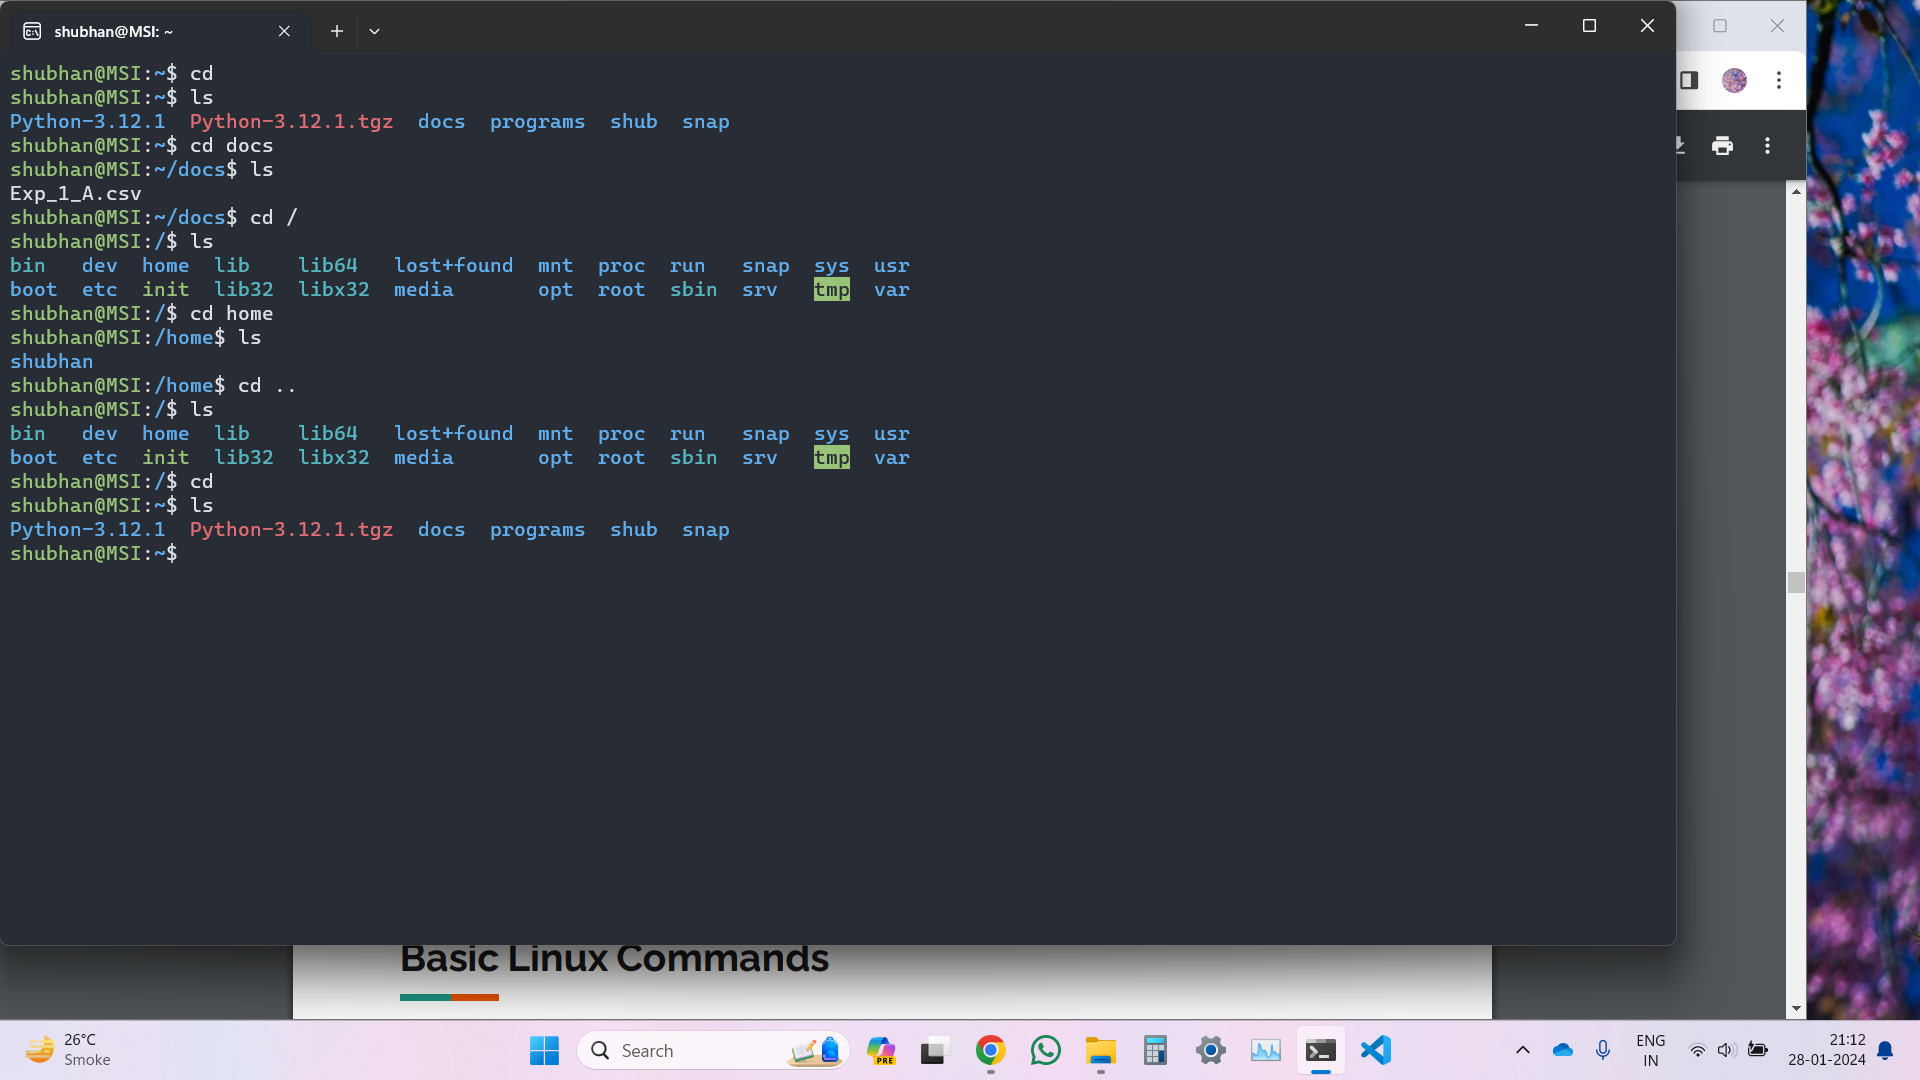 shubhan@MSI: ~
shubhan@MSI:~$ cd
shubhan@MSI:~$ ls
Python-3.12.1  Python-3.12.1.tgz  docs  programs  shub  snap
shubhan@MSI:~$ cd docs
shubhan@MSI:~/docs$ ls
Exp_1_A.csv
shubhan@MSI:~/docs$ cd /
shubhan@MSI:/$ ls
bin   dev  home  lib    lib64   lost+found  mnt  proc  run   snap  sys  usr
boot  etc  init  lib32  libx32  media       opt  root  sbin  srv   tmp  var
shubhan@MSI:/$ cd home
shubhan@MSI:/home$ ls
shubhan
shubhan@MSI:/home$ cd ..
shubhan@MSI:/$ ls
bin   dev  home  lib    lib64   lost+found  mnt  proc  run   snap  sys  usr
boot  etc  init  lib32  libx32  media       opt  root  sbin  srv   tmp  var
shubhan@MSI:/$ cd
shubhan@MSI:~$ ls
Python-3.12.1  Python-3.12.1.tgz  docs  programs  shub  snap
shubhan@MSI:~$
Basic Linux Commands
26°C
Smoke
Search
PRE
ENG
IN
21:12
28-01-2024